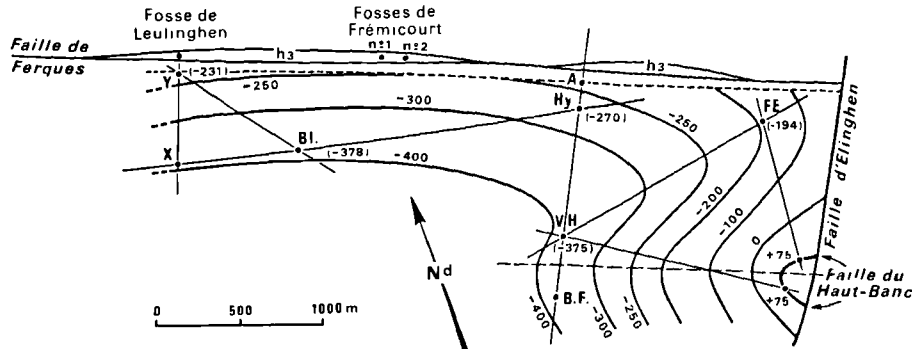 Fosse de
Leulinghen
Fosses de
Frémicourt
n°1 n°2
Faille de
Ferques
h3
h3
Y
(-231)
-250
A
-300
Hy
(-270)
-250
FE
(-194)
Bl.
(-378)
X
-400
-200
-100
0
Faille d'Elinghen
VH
(-375)
+75
Faille du
Haut-Banc
+75
Nd
B.F.
-400
-300
-250
0 500 1000 m